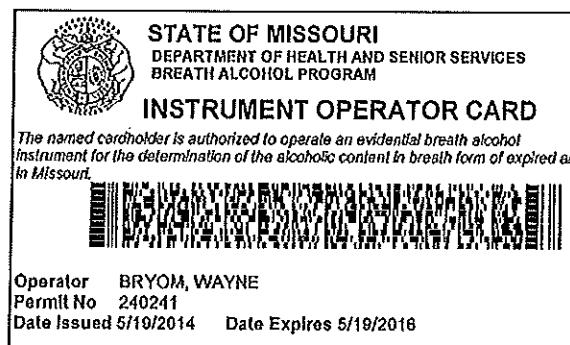 STATE OF MISSOURI
DEPARTMENT OF HEALTH AND SENIOR SERVICES
BREATH ALCOHOL PROGRAM
INSTRUMENT OPERATOR CARD
The named cardholder is authorized to operate an evidential breath alcohol
instrument for the determination of the alcoholic content in breath form of expired a
in Missouri.
Operator BRYOM, WAYNE
Permit No 240241
Date Issued 5/19/2014 Date Expires 5/19/2016